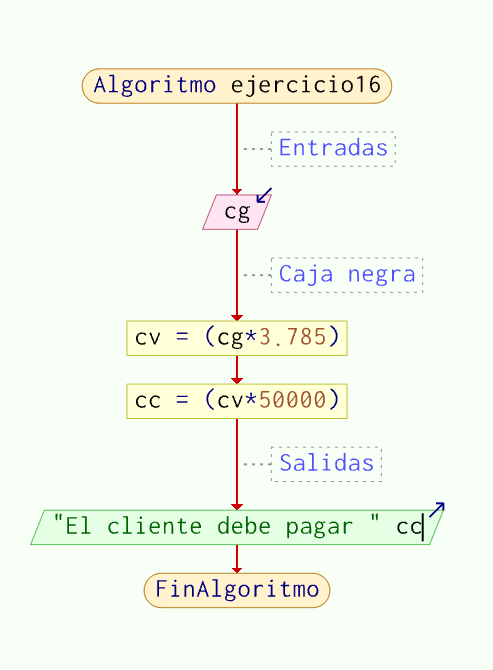 Algoritmo ejercicio16
Entradas
cg
Caja negra
cv = (cg*3.785)
cc = (cv*50000)
Salidas
"El cliente debe pagar " cc
FinAlgoritmo